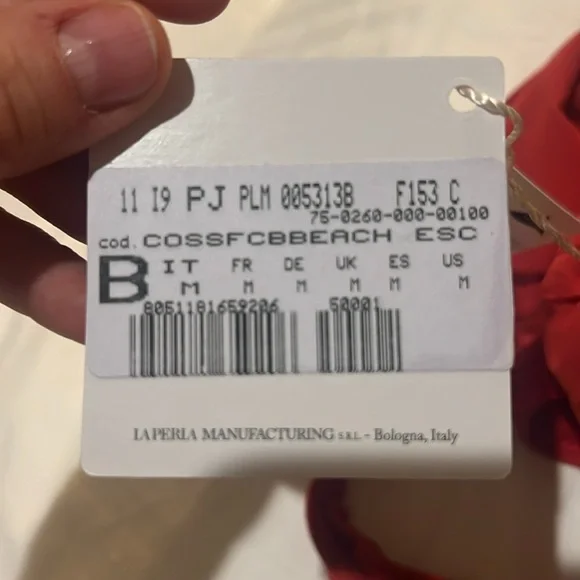 11 I9 PJ PLM 005313B F153 C
75-0260-000-00100
cod. COSSFCBBEACH ESC
B IT FR DE UK ES US
M M M M M M
8051181659206 50001
LA PERLA MANUFACTURING S.R.L. - Bologna, Italy